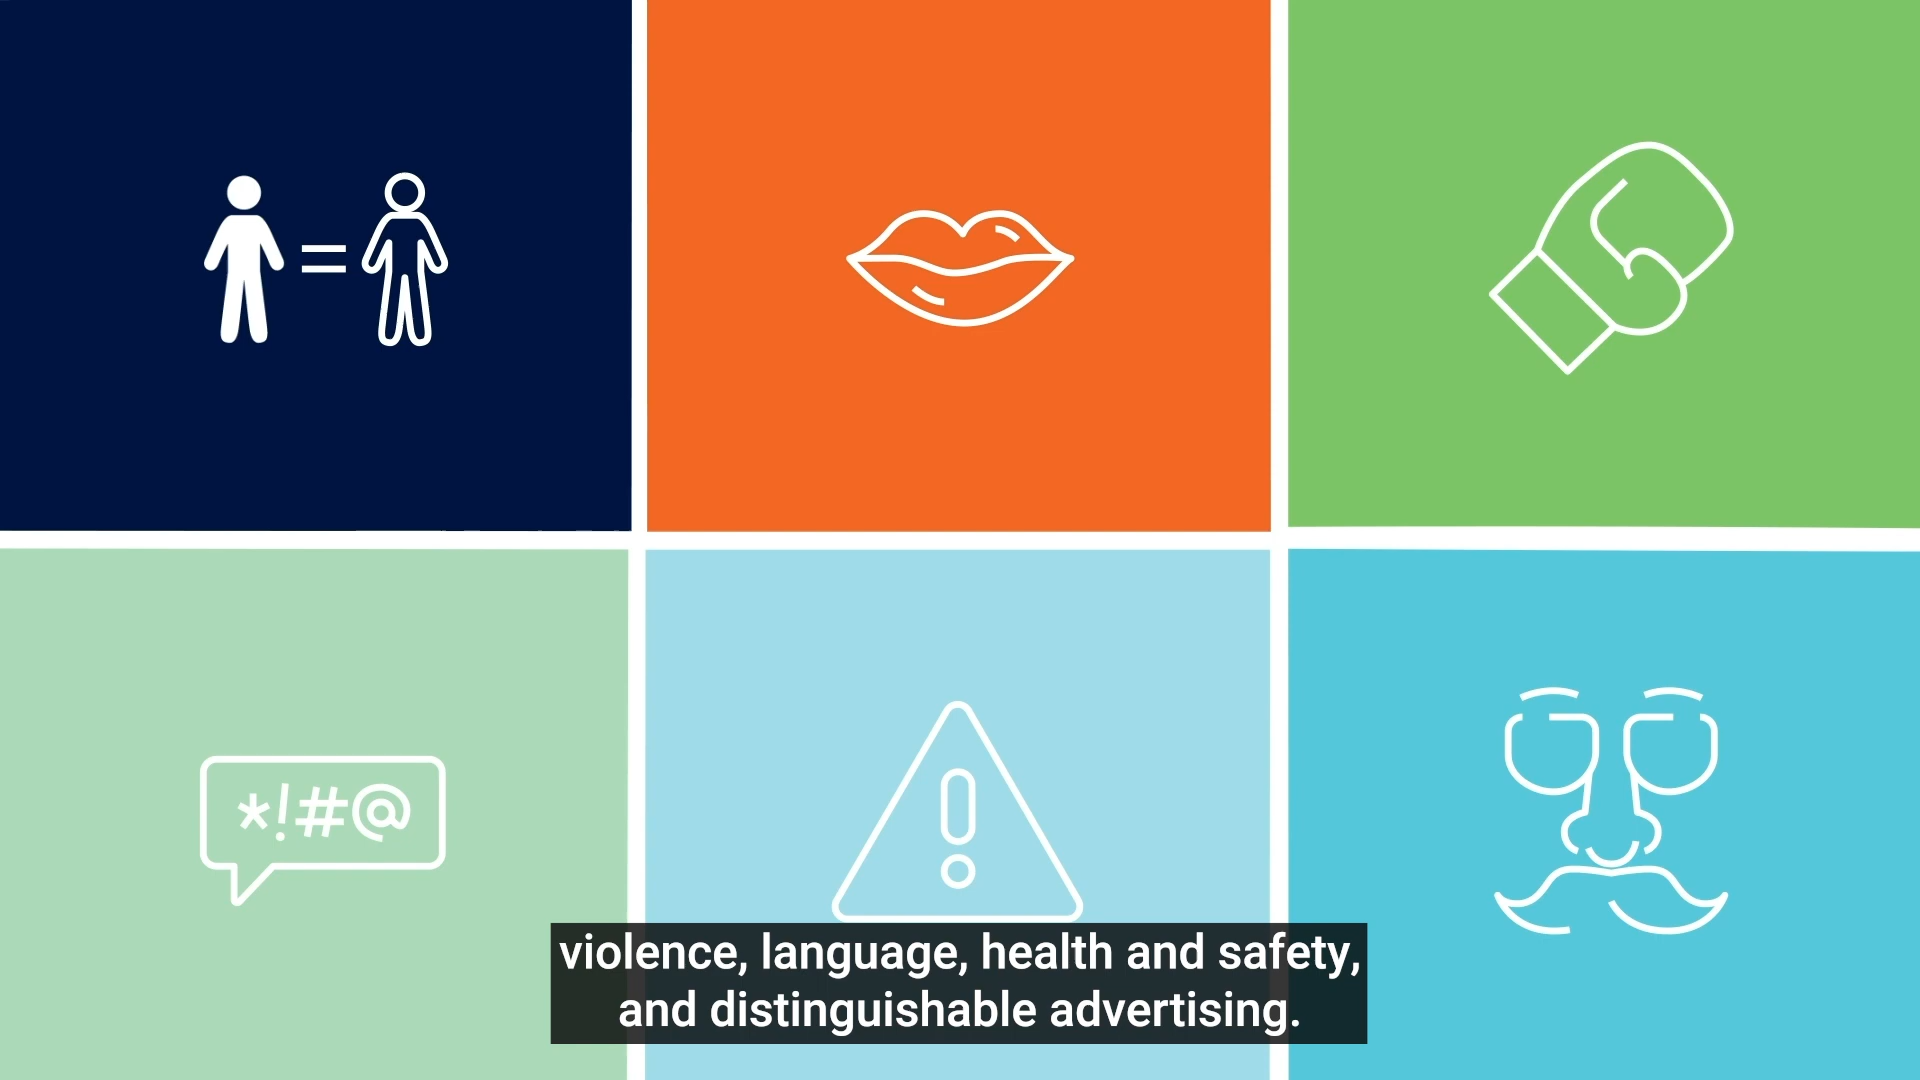 *!#@
violence, language, health and safety,
and distinguishable advertising.